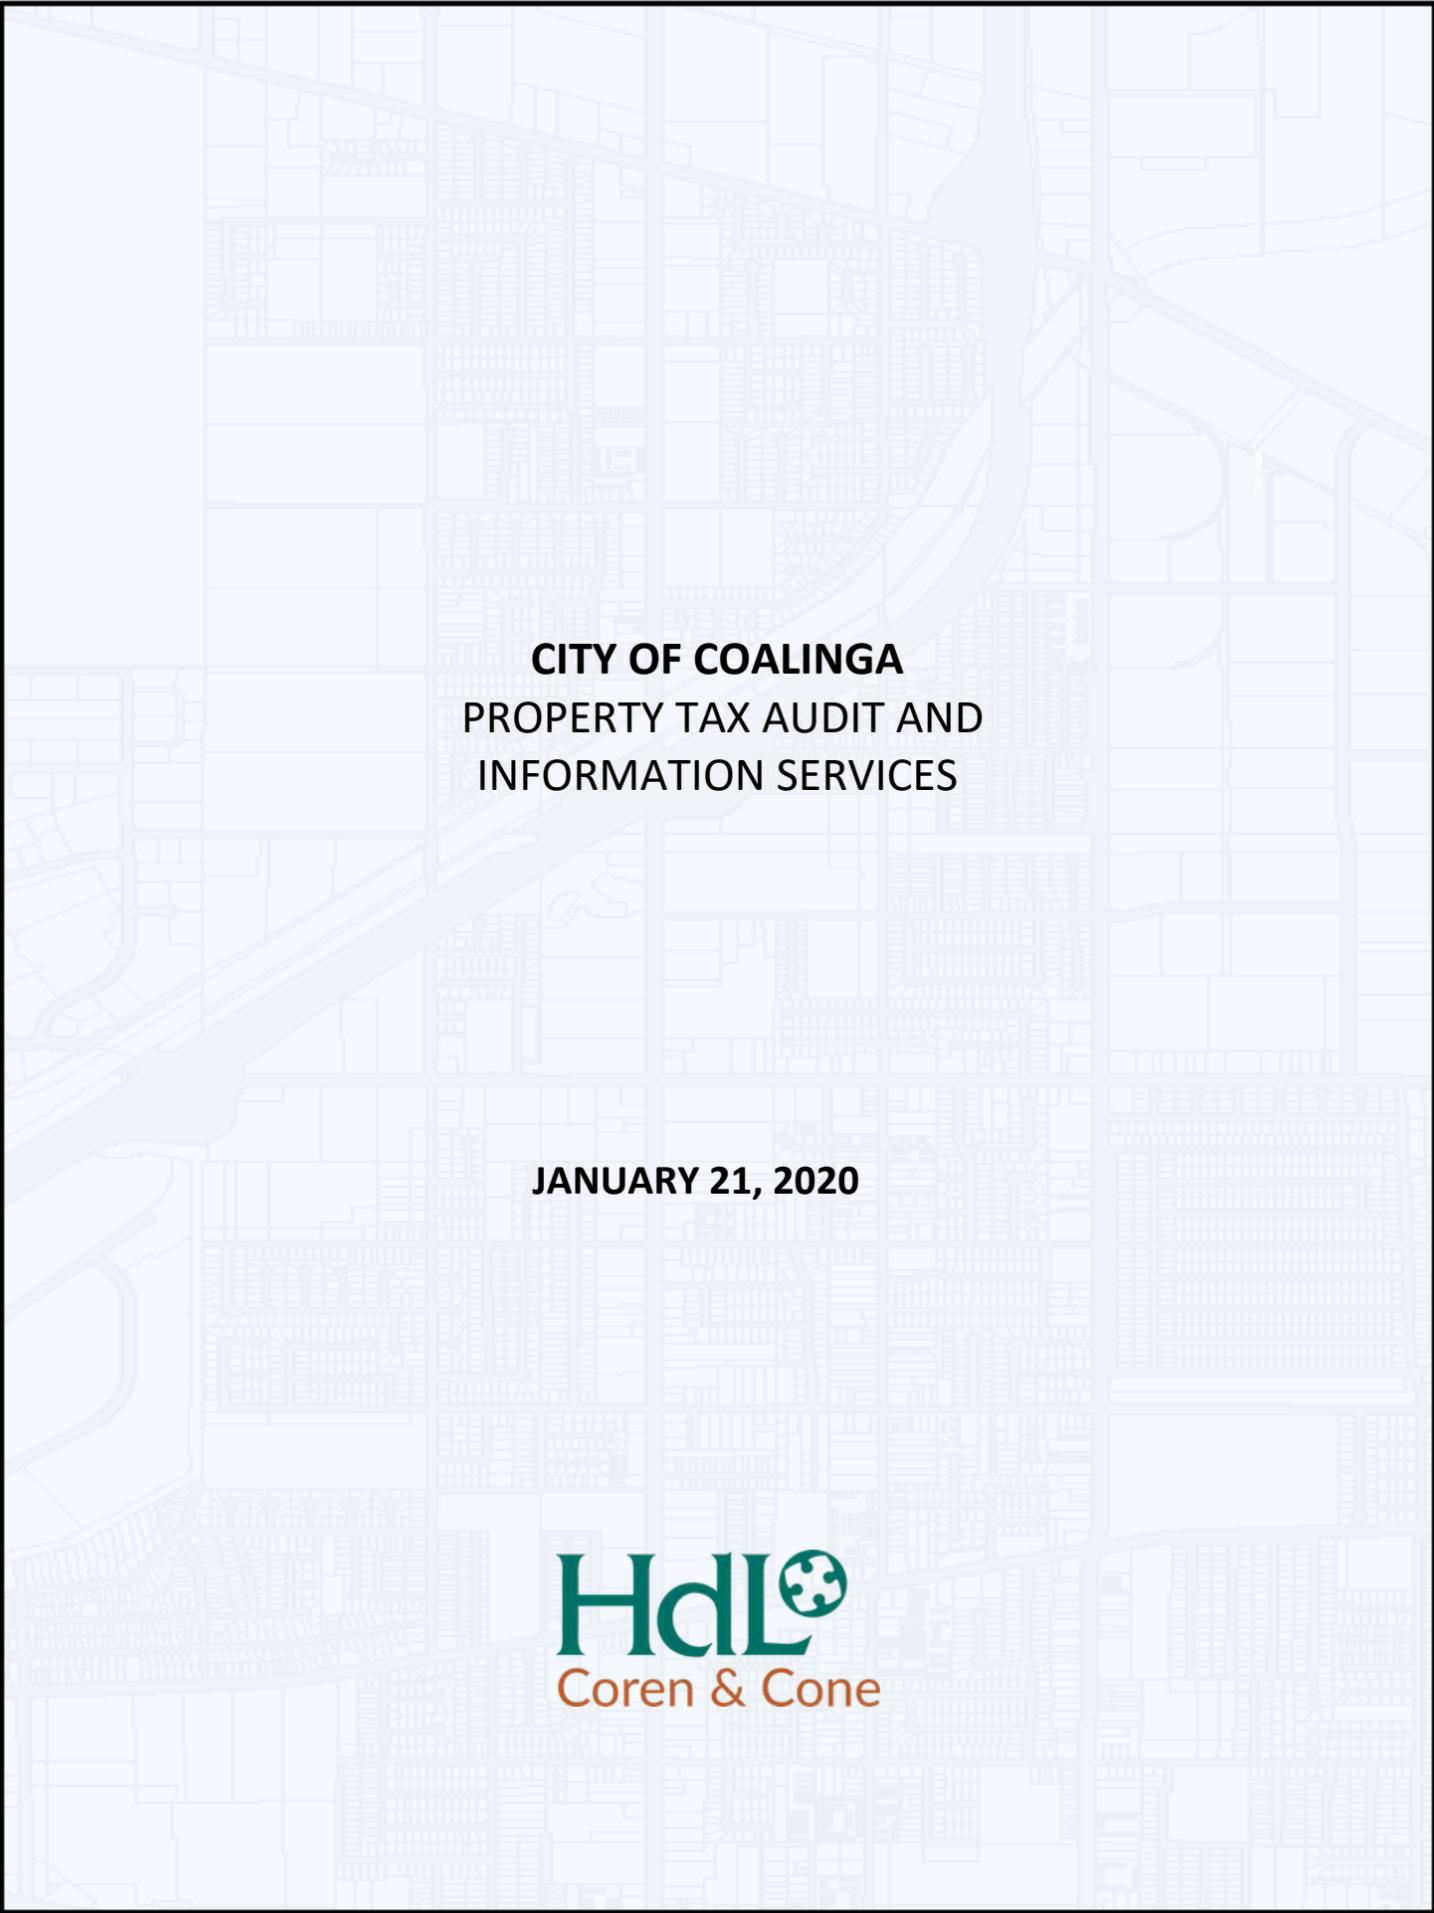 CITY OF COALINGA
PROPERTY TAX AUDIT AND
INFORMATION SERVICES
JANUARY 21, 2020
HdL
Coren & Cone